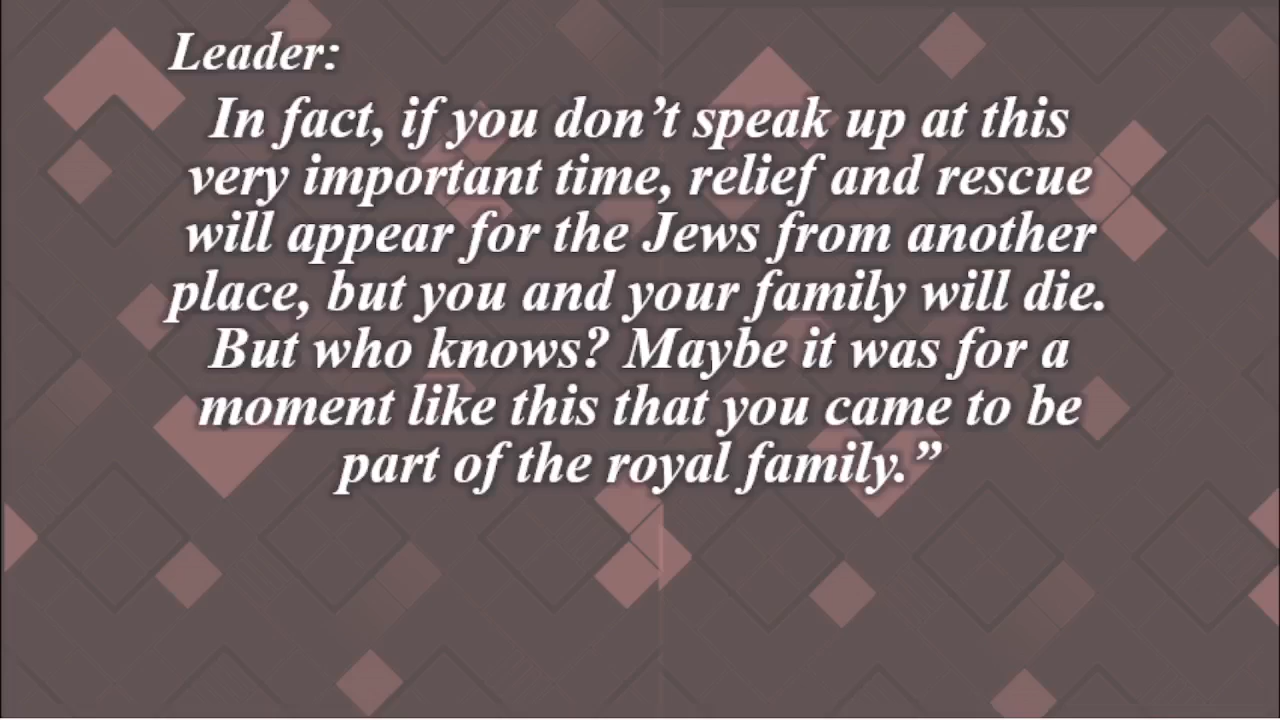 Leader:
In fact, if you don’t speak up at this
very important time, relief and rescue
will appear for the Jews from another
place, but you and your family will die.
But who knows? Maybe it was for a
moment like this that you came to be
part of the royal family.”